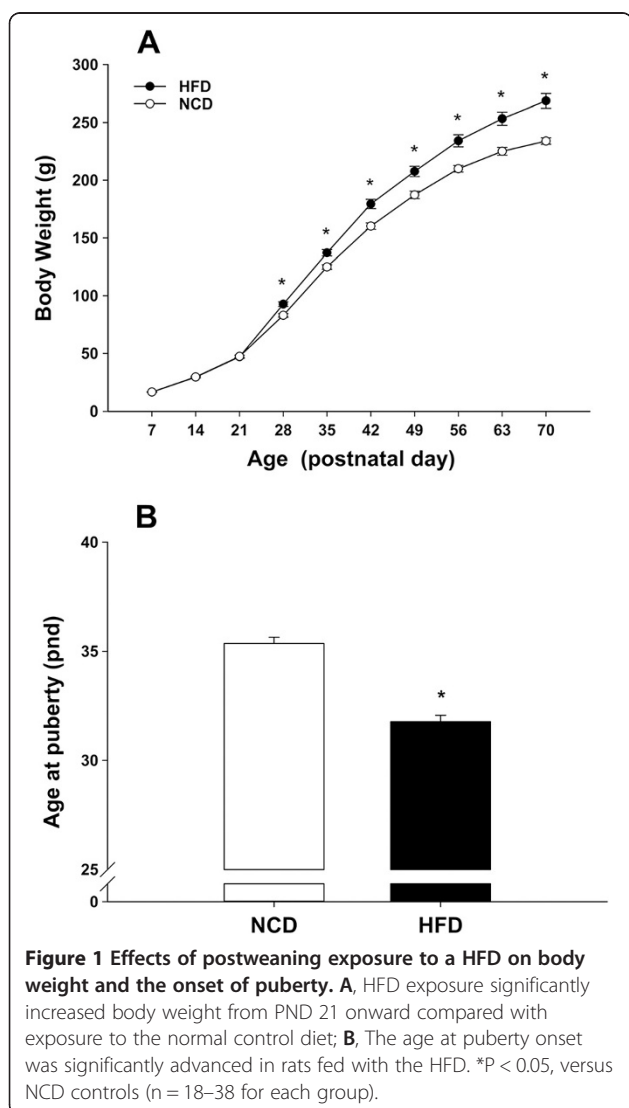 A
300
HFD
NCD
250
200
150
100
50
0
Body Weight (g)
* * * * * * *
7 14 21 28 35 42 49 56 63 70
Age (postnatal day)
B
40
35
30
25
0
Age at puberty (pnd)
*
NCD HFD
Figure 1 Effects of postweaning exposure to a HFD on body
weight and the onset of puberty. A, HFD exposure significantly
increased body weight from PND 21 onward compared with
exposure to the normal control diet; B, The age at puberty onset
was significantly advanced in rats fed with the HFD. *P < 0.05, versus
NCD controls (n = 18–38 for each group).